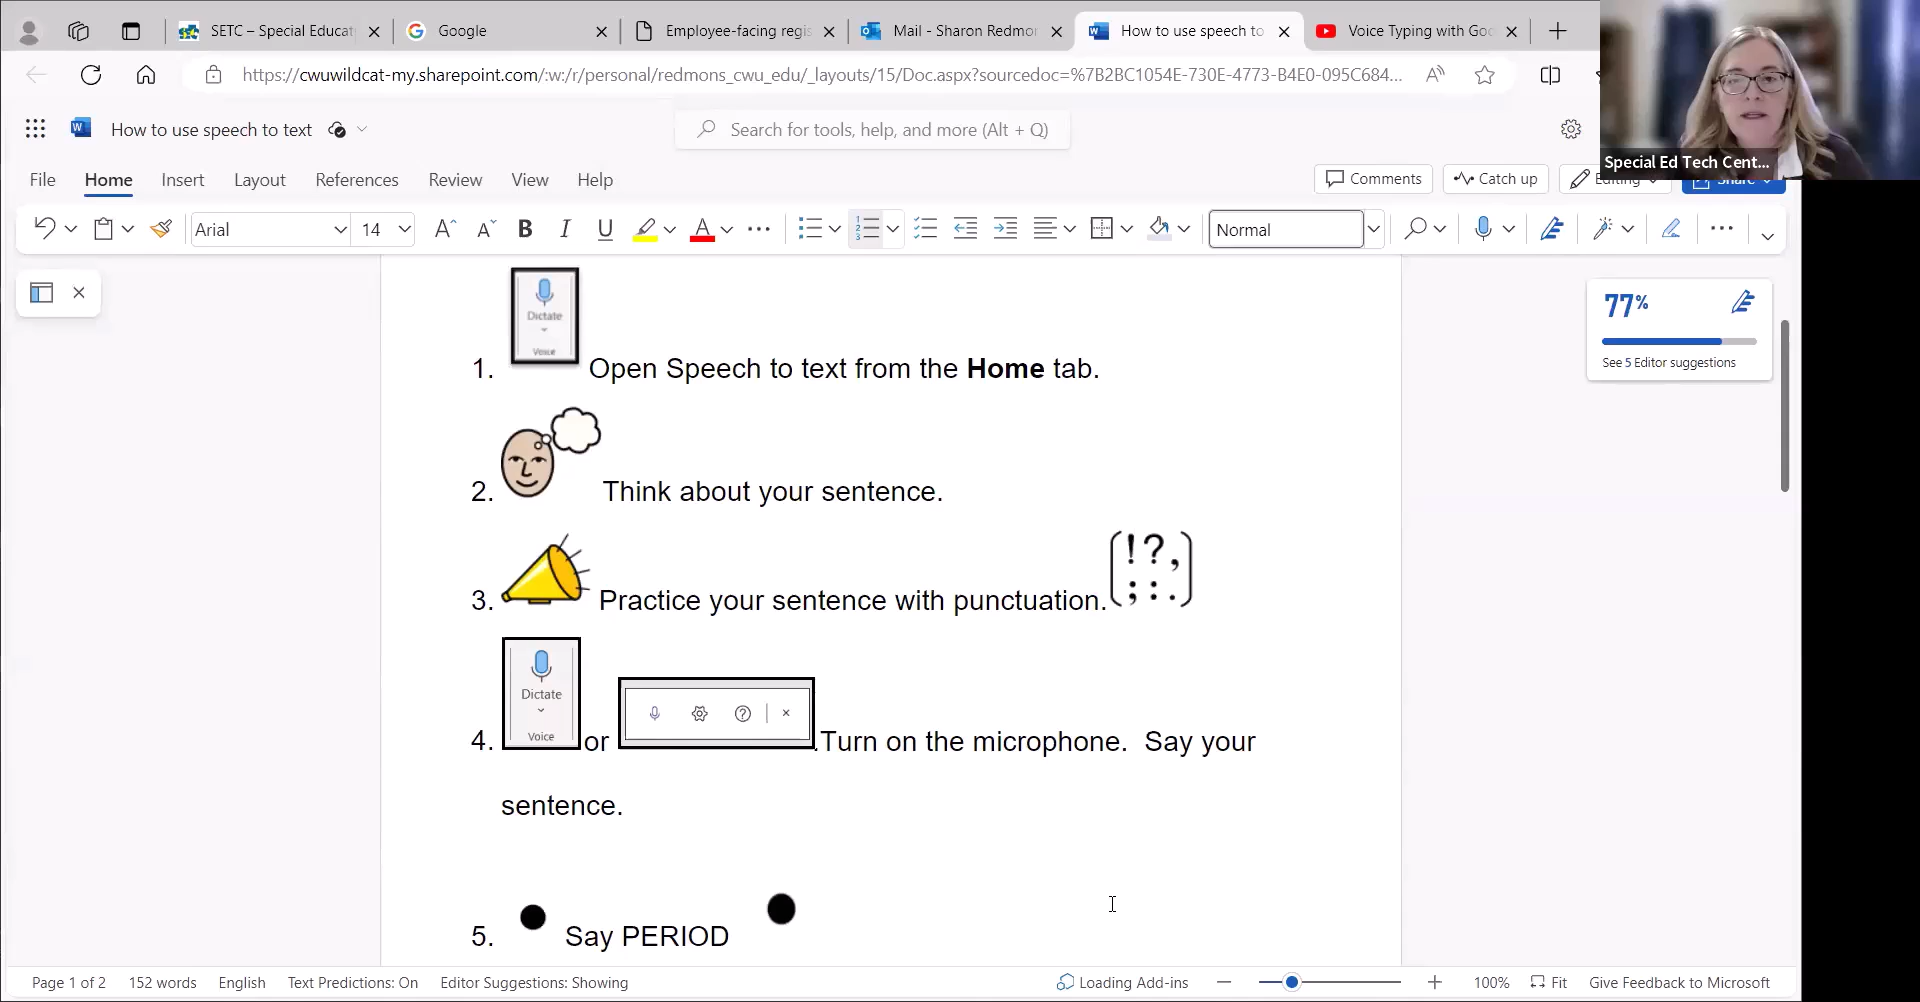 SETC – Special Educat
Google
Employee-facing regis
Mail - Sharon Redmor
How to use speech to
Voice Typing with Goo
https://cwuwildcat-my.sharepoint.com/:w:/r/personal/redmons_cwu_edu/_layouts/15/Doc.aspx?sourcedoc=%7B2BC1054E-730E-4773-B4E0-095C684...
How to use speech to text
Search for tools, help, and more (Alt + Q)
Special Ed Tech Cent...
File Home Insert Layout References Review View Help
Comments Catch up Editing Share
Arial 14 B I U A Normal
77%
See 5 Editor suggestions
Dictate
Voice
1. Open Speech to text from the Home tab.
2. Think about your sentence.
!?,
;:.
3. Practice your sentence with punctuation.
Dictate
Voice
4. or .Turn on the microphone. Say your
sentence.
5. Say PERIOD
Page 1 of 2 152 words English Text Predictions: On Editor Suggestions: Showing Loading Add-ins 100% Fit Give Feedback to Microsoft